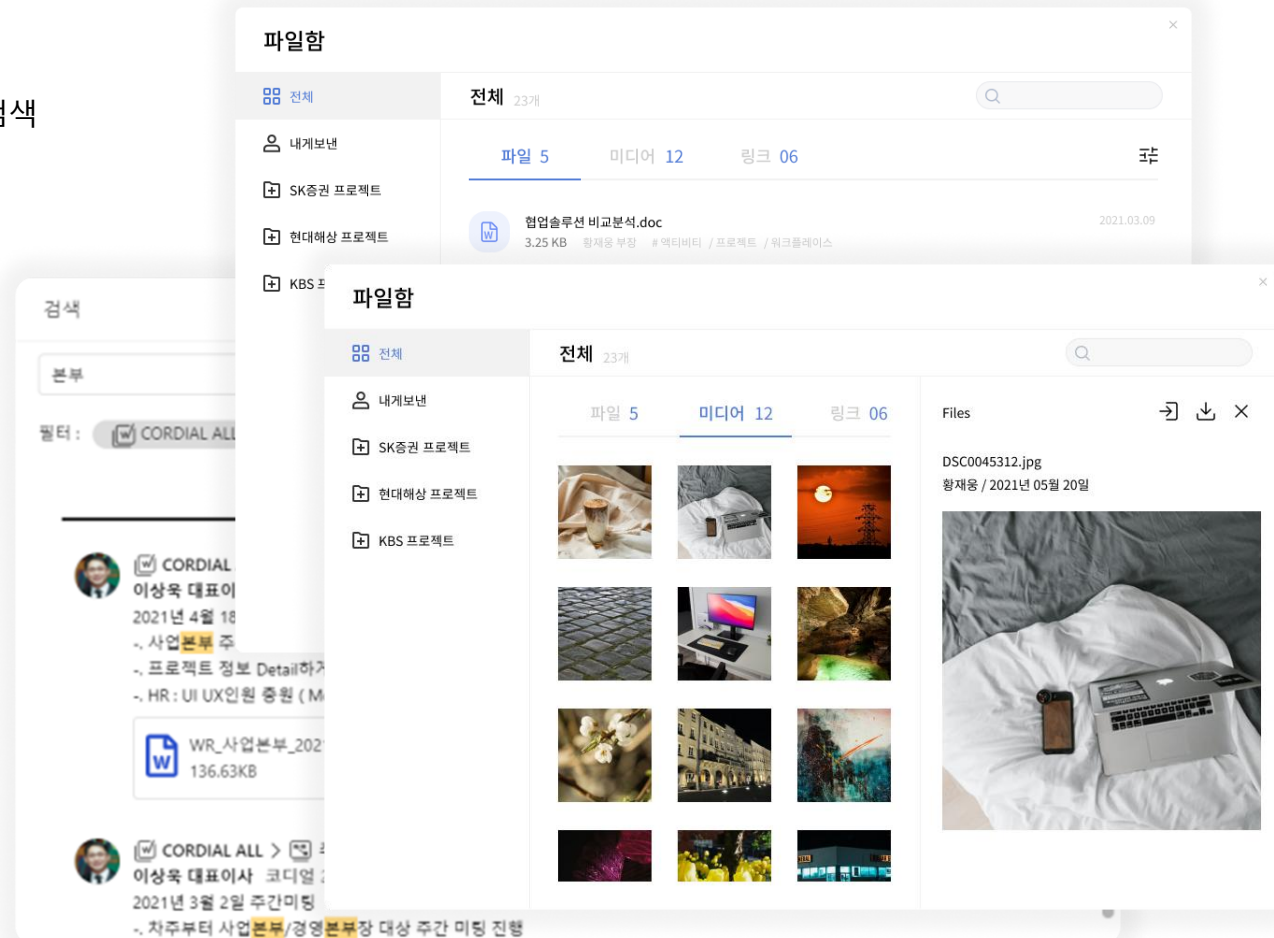 검색
파일함
전체
전체 23개
내게보낸
파일 5 미디어 12 링크 06
SK증권 프로젝트
현대해상 프로젝트
협업솔루션 비교분석.doc 2021.03.09
3.25 KB 황재웅 부장 # 액티비티 / 프로젝트 / 워크플레이스
KBS
검색
본부
필터 : CORDIAL ALL
CORDIAL
이상욱 대표이
2021년 4월 18
-. 사업본부 주
-. 프로젝트 정보 Detail하게
-. HR : UI UX인원 충원 (
WR_사업본부_202
136.63KB
CORDIAL ALL >
이상욱 대표이사 코디얼
2021년 3월 2일 주간미팅
-. 차주부터 사업본부/경영본부장 대상 주간 미팅 진행
파일함
전체
전체 23개
내게보낸
파일 5 미디어 12 링크 06
Files
SK증권 프로젝트
DSC0045312.jpg
황재웅 / 2021년 05월 20일
현대해상 프로젝트
KBS 프로젝트